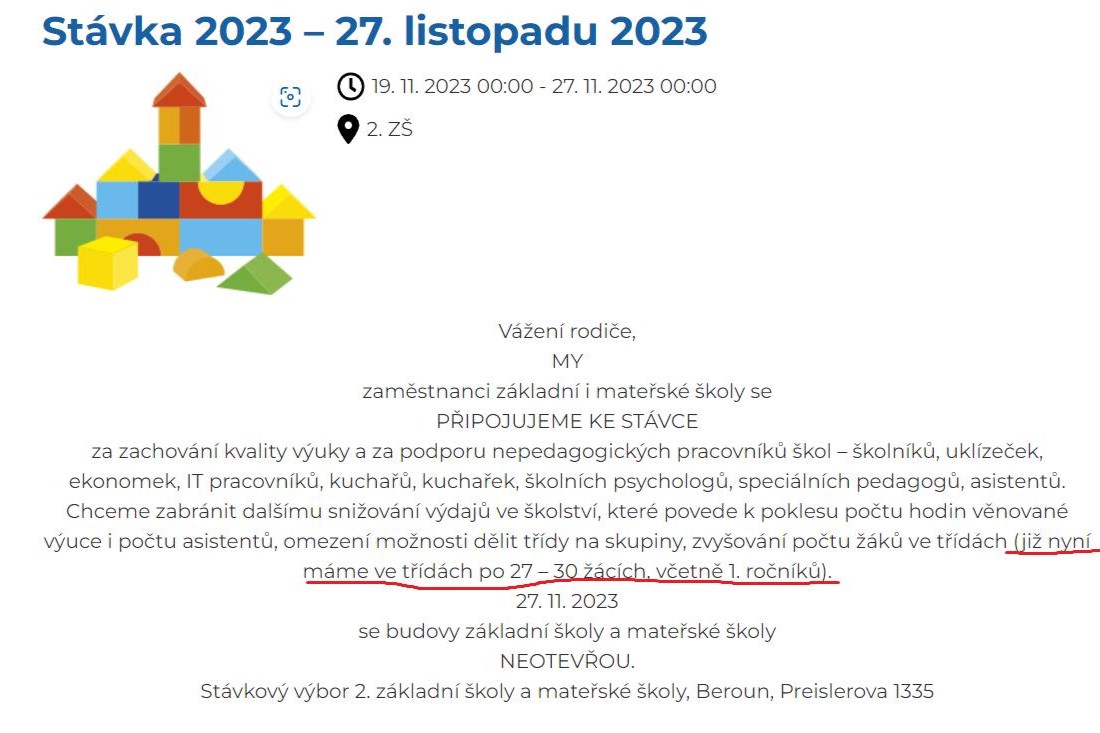 Stávka 2023 – 27. listopadu 2023
19. 11. 2023 00:00 - 27. 11. 2023 00:00
2. ZŠ
Vážení rodiče,
MY
zaměstnanci základní i mateřské školy se
PŘIPOJUJEME KE STÁVCE
za zachování kvality výuky a za podporu nepedagogických pracovníků škol – školníků, uklízeček,
ekonomek, IT pracovníků, kuchařů, kuchařek, školních psychologů, speciálních pedagogů, asistentů.
Chceme zabránit dalšímu snižování výdajů ve školství, které povede k poklesu počtu hodin věnované
výuce i počtu asistentů, omezení možnosti dělit třídy na skupiny, zvyšování počtu žáků ve třídách (již nyní
máme ve třídách po 27 – 30 žácích, včetně 1. ročníků).
27. 11. 2023
se budovy základní školy a mateřské školy
NEOTEVŘOU.
Stávkový výbor 2. základní školy a mateřské školy, Beroun, Preislerova 1335